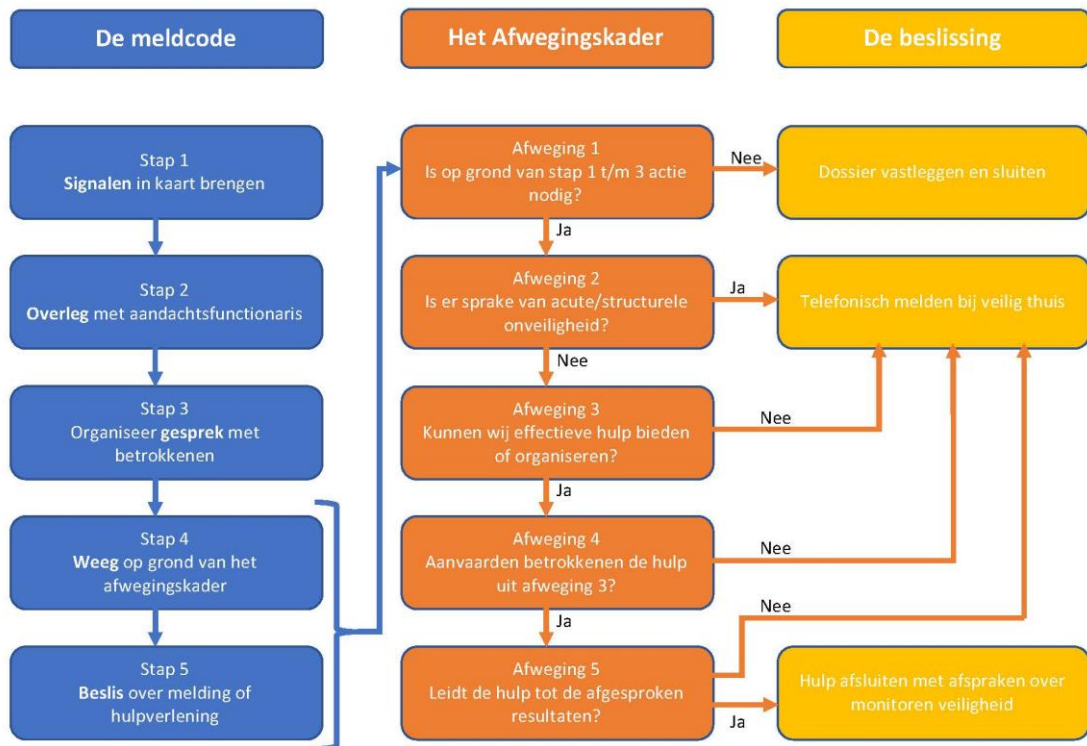 De meldcode
Het Afwegingskader
De beslissing
Stap 1
Signalen in kaart brengen
Stap 2
Overleg met aandachtsfunctionaris
Stap 3
Organiseer gesprek met
betrokkenen
Stap 4
Weeg op grond van het
afwegingskader
Stap 5
Beslis over melding of
hulpverlening
Afweging 1
Is op grond van stap 1 t/m 3 actie
nodig?
Nee
Ja
Afweging 2
Is er sprake van acute/structurele
onveiligheid?
Ja
Nee
Afweging 3
Kunnen wij effectieve hulp bieden
of organiseren?
Nee
Ja
Afweging 4
Aanvaarden betrokkenen de hulp
uit afweging 3?
Nee
Ja
Afweging 5
Leidt de hulp tot de afgesproken
resultaten?
Nee
Ja
Dossier vastleggen en sluiten
Telefonisch melden bij veilig thuis
Hulp afsluiten met afspraken over
monitoren veiligheid